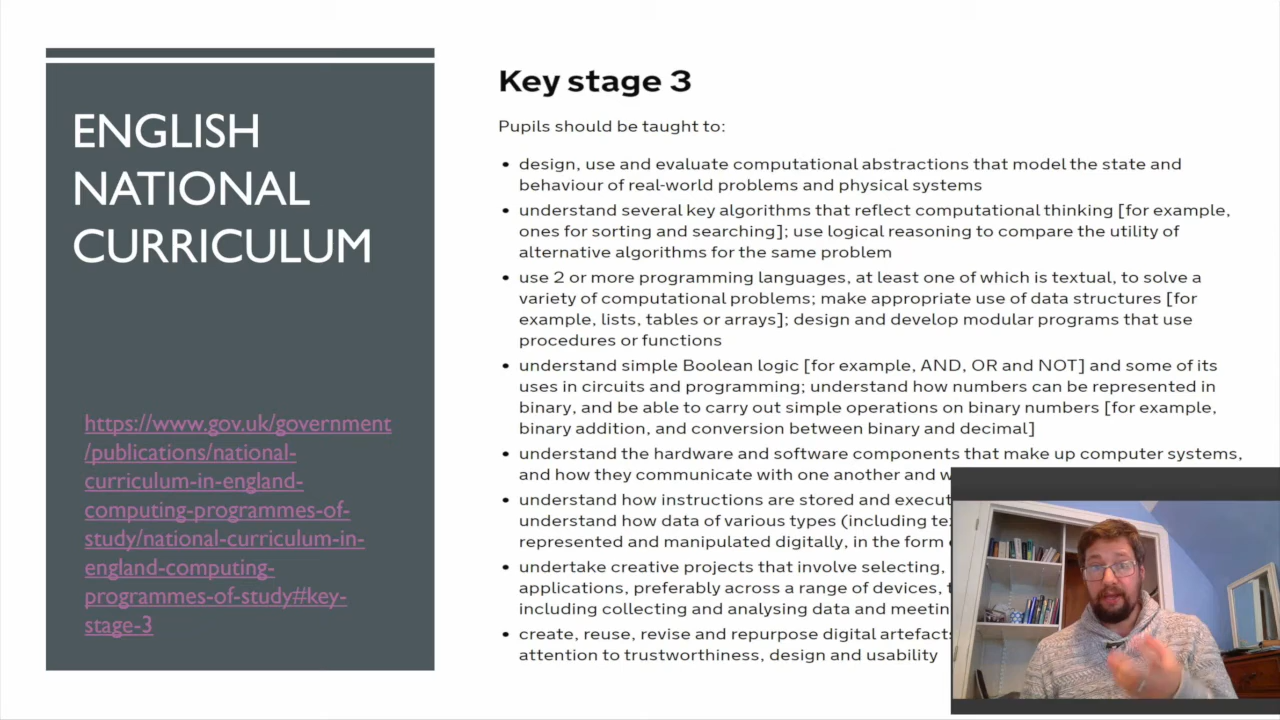 ENGLISH
NATIONAL
CURRICULUM
https://www.gov.uk/government
/publications/national-
curriculum-in-england-
computing-programmes-of-
study/national-curriculum-in-
england-computing-
programmes-of-study#key-
stage-3
Key stage 3
Pupils should be taught to:
• design, use and evaluate computational abstractions that model the state and
behaviour of real-world problems and physical systems
• understand several key algorithms that reflect computational thinking [for example,
ones for sorting and searching]; use logical reasoning to compare the utility of
alternative algorithms for the same problem
• use 2 or more programming languages, at least one of which is textual, to solve a
variety of computational problems; make appropriate use of data structures [for
example, lists, tables or arrays]; design and develop modular programs that use
procedures or functions
• understand simple Boolean logic [for example, AND, OR and NOT] and some of its
uses in circuits and programming; understand how numbers can be represented in
binary, and be able to carry out simple operations on binary numbers [for example,
binary addition, and conversion between binary and decimal]
• understand the hardware and software components that make up computer systems,
and how they communicate with one another and
• understand how instructions are stored and
understand how data of various types (including
represented and manipulated digitally, in the form
• undertake creative projects that involve selecting,
applications, preferably across a range of devices,
including collecting and analysing data and
• create, reuse, revise and repurpose digital artefacts
attention to trustworthiness, design and usability